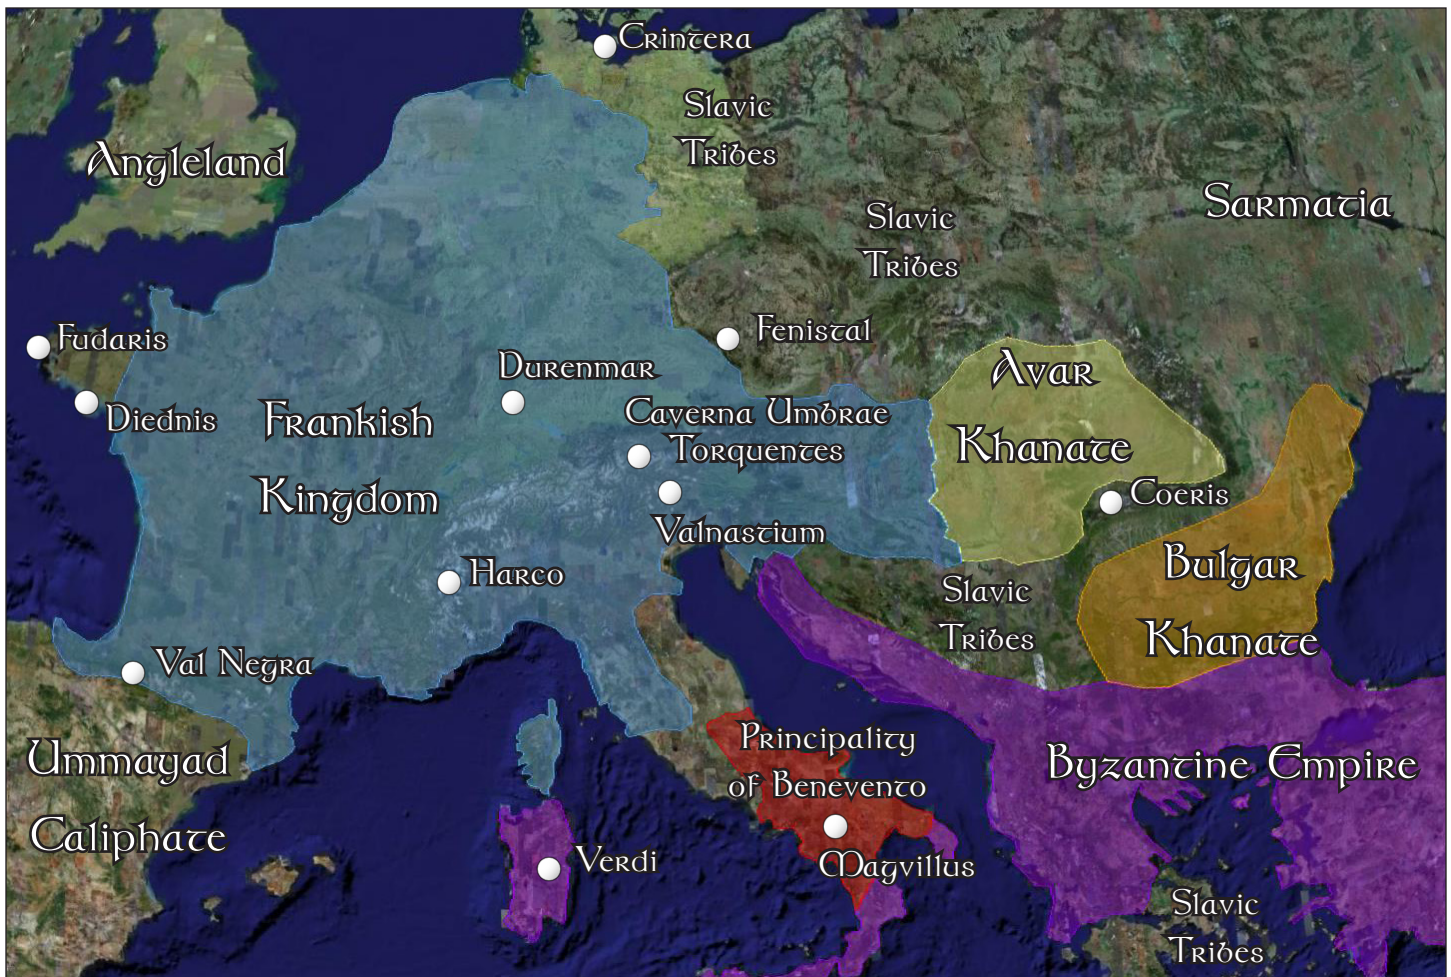 Crintera
Slavic
Tribes
Angleland
Slavic
Tribes
Sarmatia
Fudaris
Fenistal
Durenmar
Avar
Khanate
Diednis
Frankish
Kingdom
Caverna Umbrae
Torquentes
Coeris
Valnastium
Harco
Bulgar
Khanate
Slavic
Tribes
Val Negra
Ummayad
Caliphate
Principality
of Benevento
Byzantine Empire
Verdi
Magvillus
Slavic
Tribes